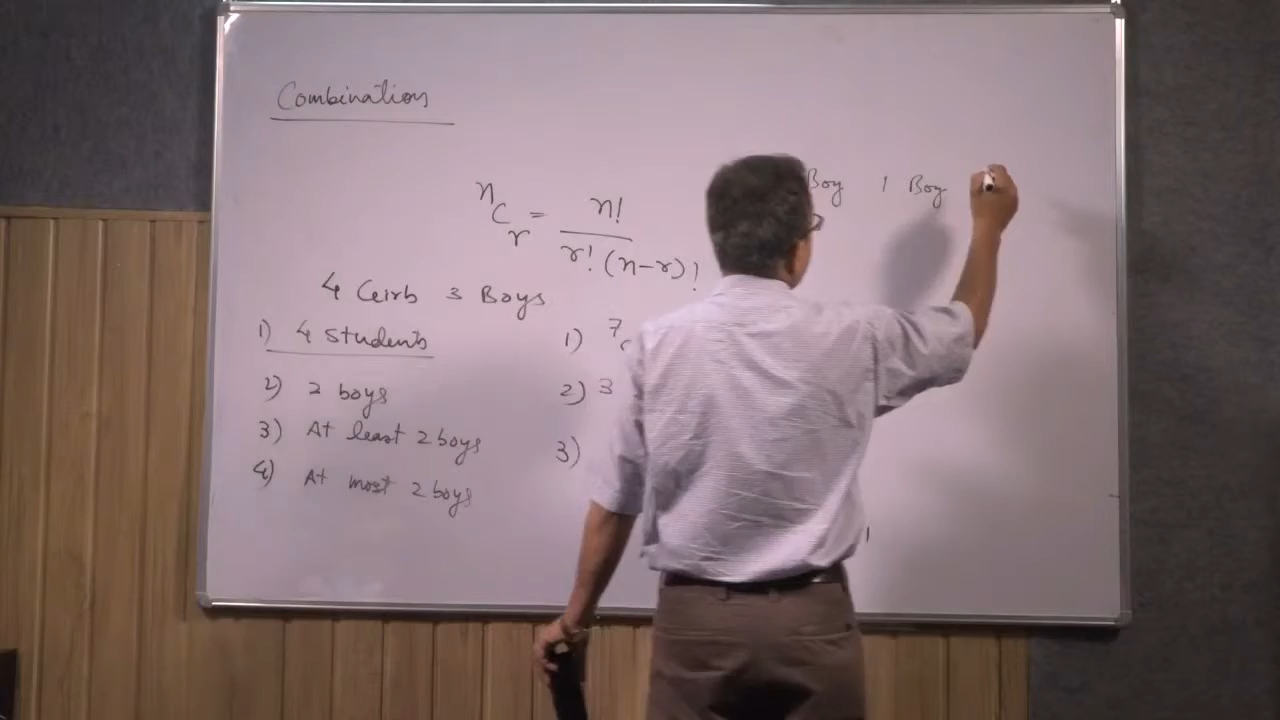 Combinations
nCr = n! / r! (n-r)!
Boy 1 Boy
4 Girls 3 Boys
1) 4 students
2) 2 boys
3) At least 2 boys
4) At most 2 boys
1) 7c
2) 3
3)